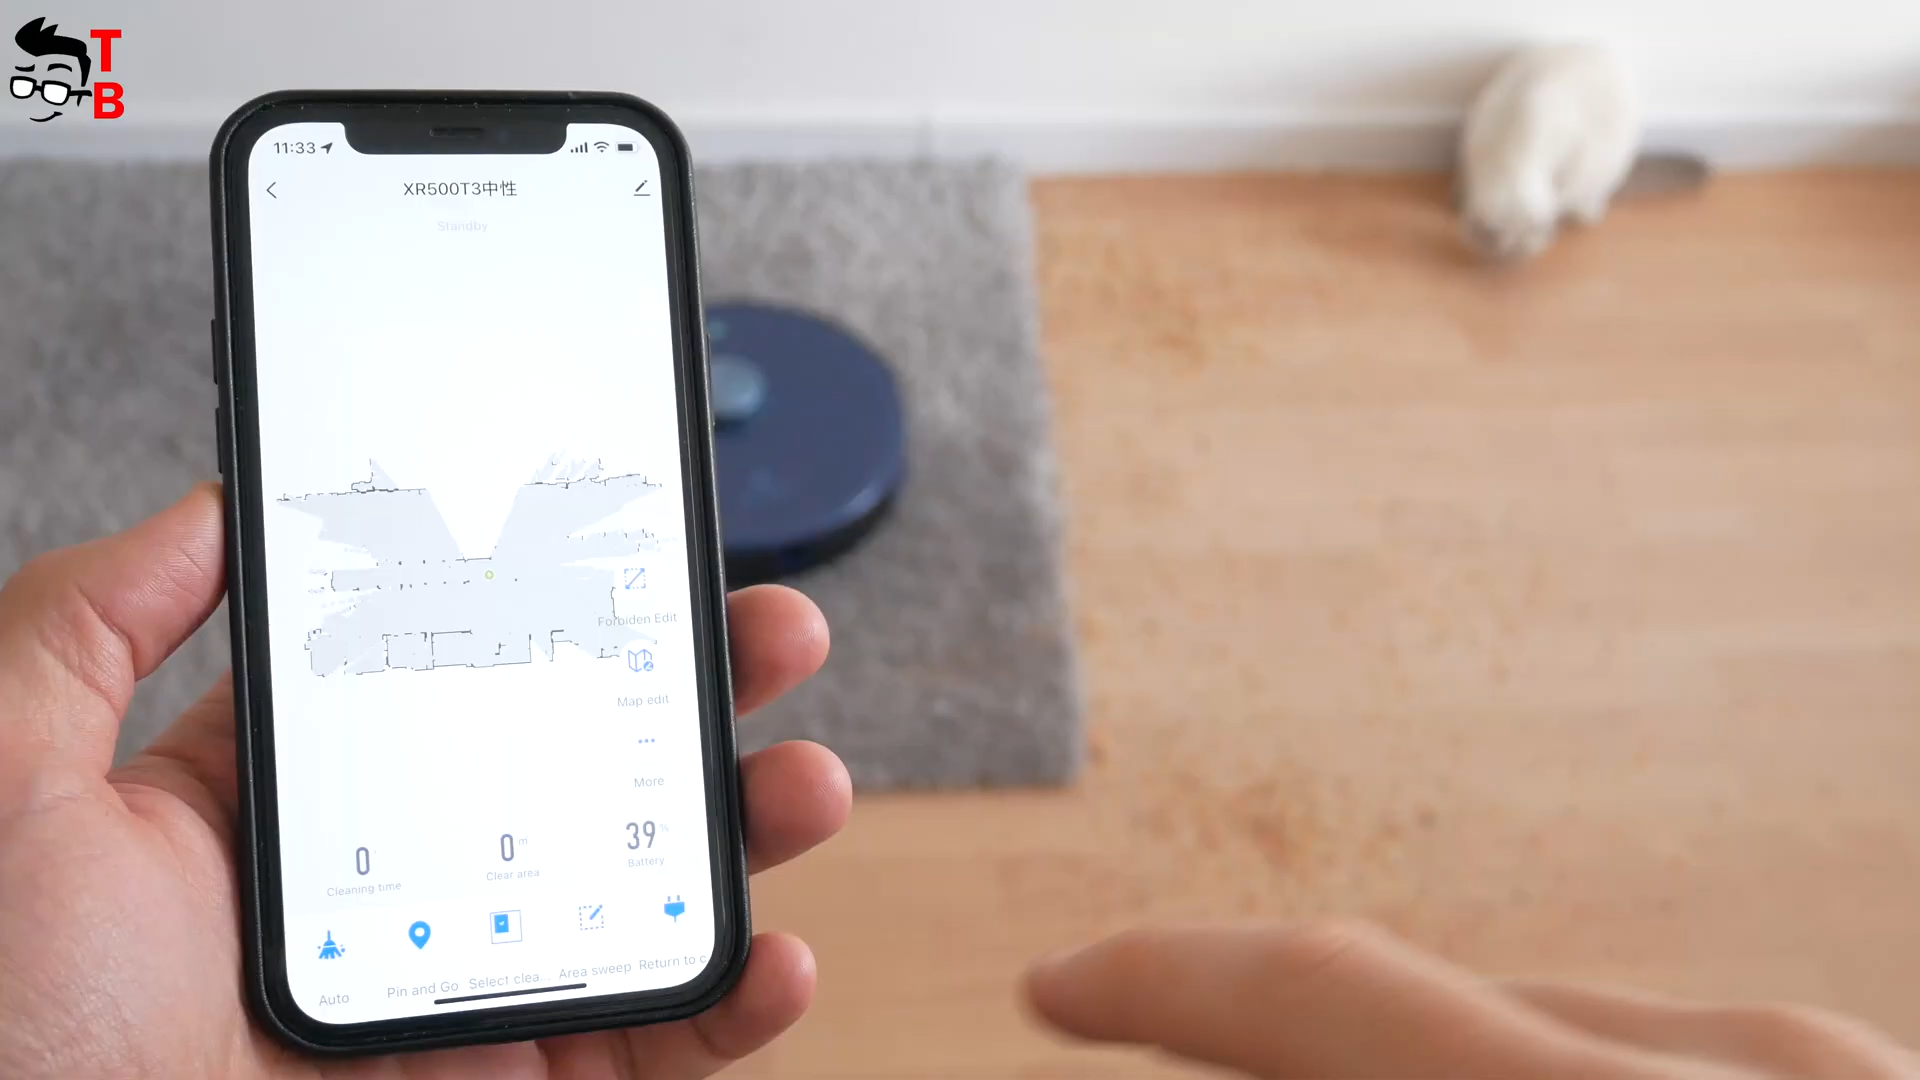 T
B
11:33
XR500T3中性
Standby
Forbiden Edit
Map edit
More
0
Cleaning time
0 m
Clear area
39 %
Battery
Auto
Pin and Go
Select clea...
Area sweep
Return to c